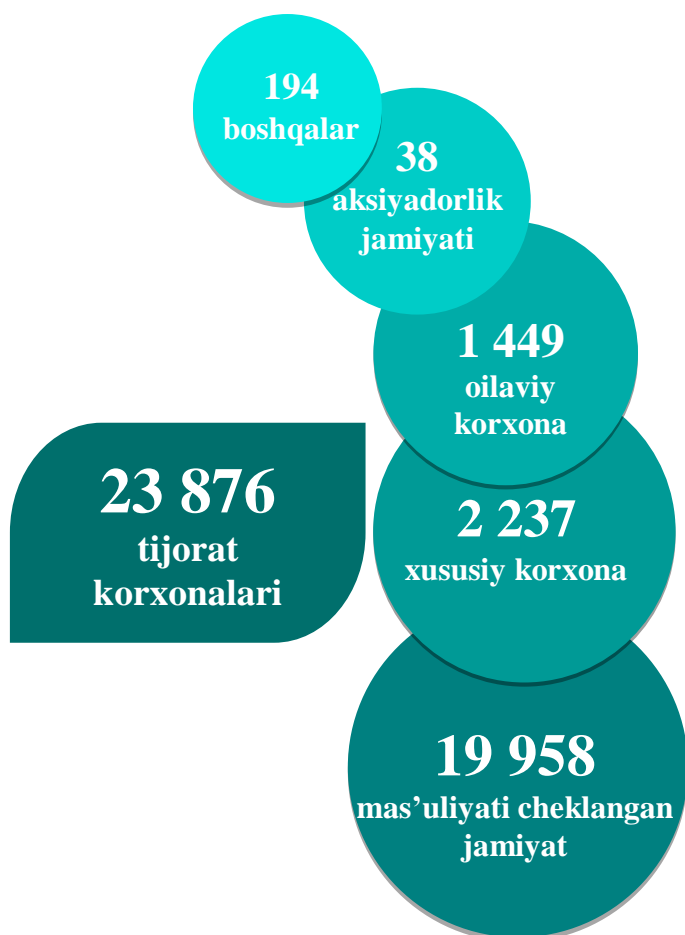 194
boshqalar
38
aksiyadorlik
jamiyati
1 449
oilaviy
korxona
23 876
tijorat
korxonalari
2 237
xususiy korxona
19 958
mas’uliyati cheklangan
jamiyat